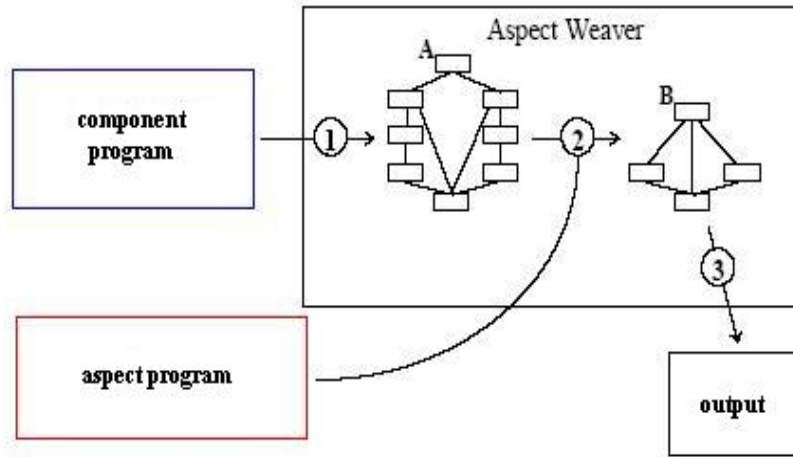 Aspect Weaver
A
B
component
program
1
2
3
aspect program
output